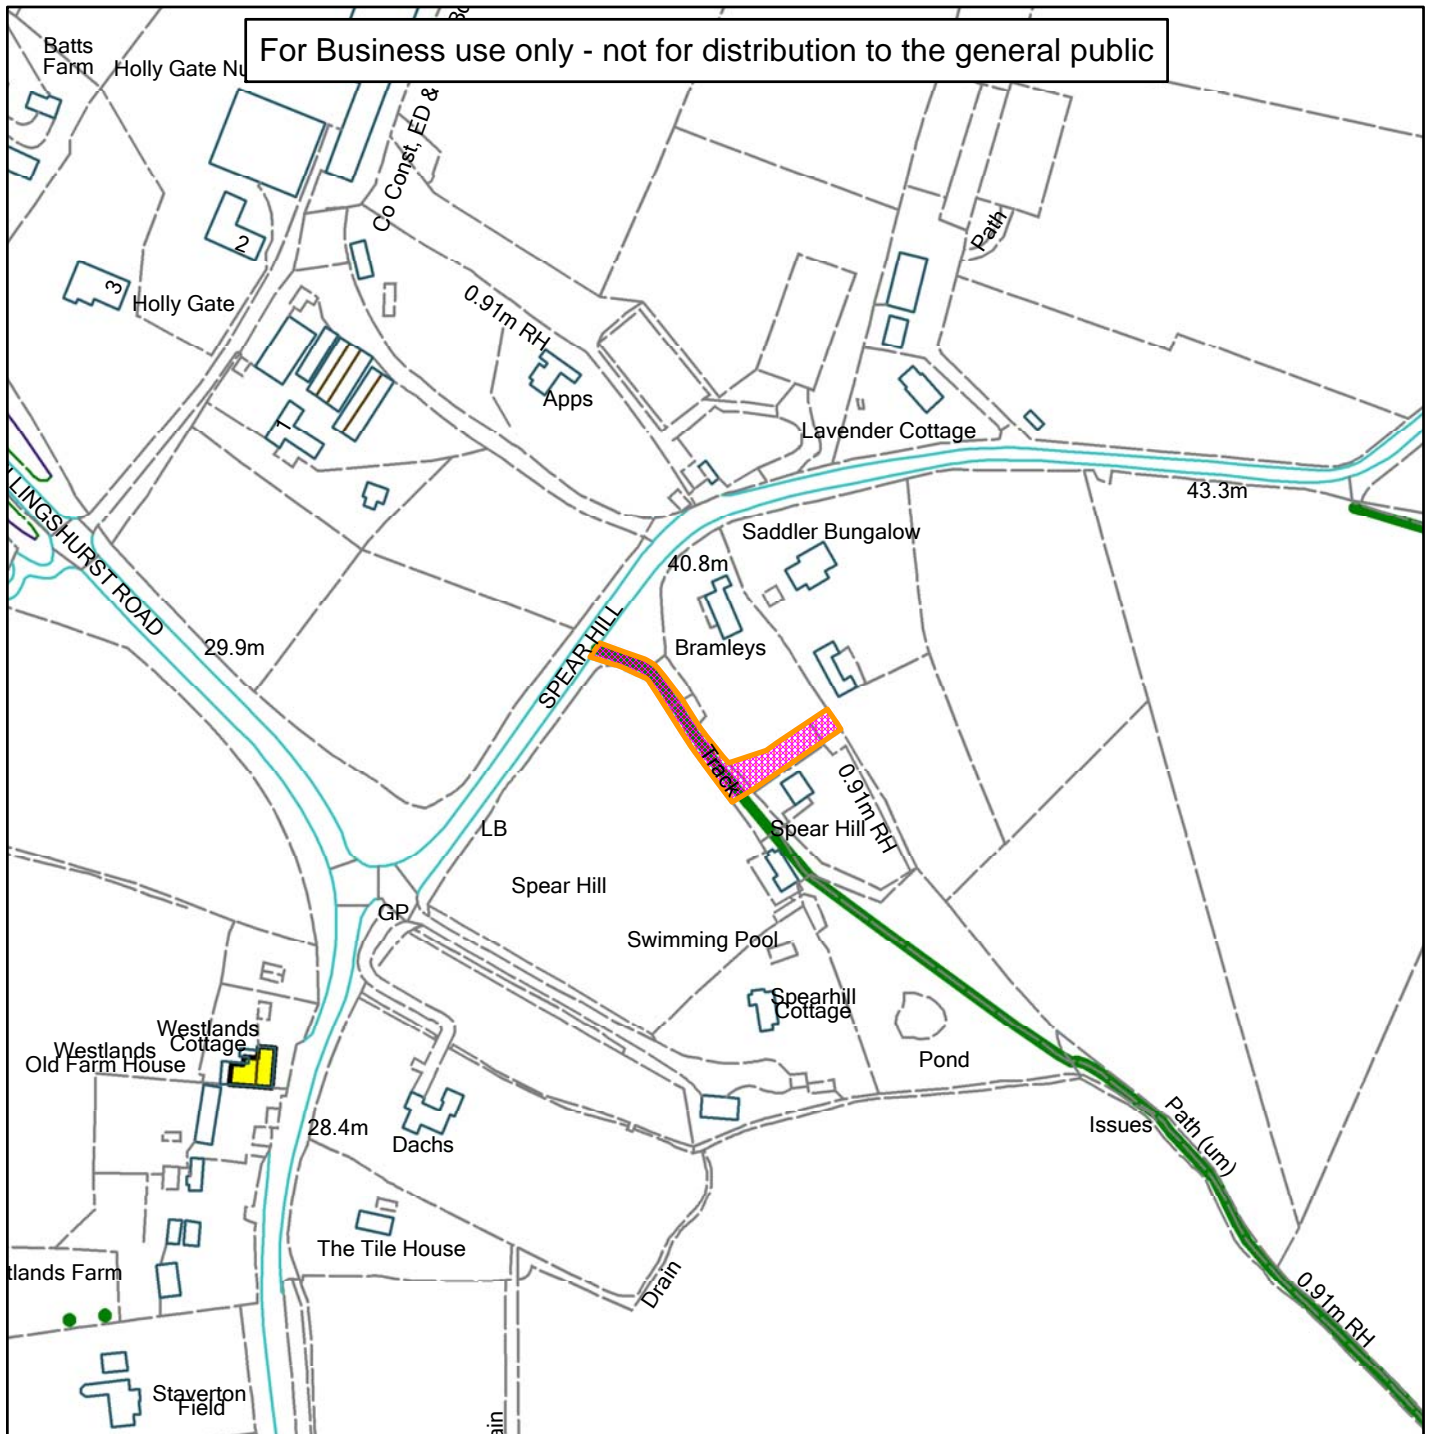 For Business use only - not for distribution to the general public
Batts
Farm
Holly Gate Nu
Co Const, ED &
2
3
Holly Gate
0.91m RH
Path
Apps
1
Lavender Cottage
43.3m
LINGSHURST ROAD
Saddler Bungalow
40.8m
29.9m
SPEAR HILL
Bramleys
Track
0.91m RH
LB
Spear Hill
Spear Hill
GP
Swimming Pool
Spearhill
Cottage
Westlands
Cottage
Westlands
Old Farm House
Pond
28.4m
Dachs
Issues
Path (um)
The Tile House
tlands Farm
Drain
0.91m RH
Staverton
Field
ain